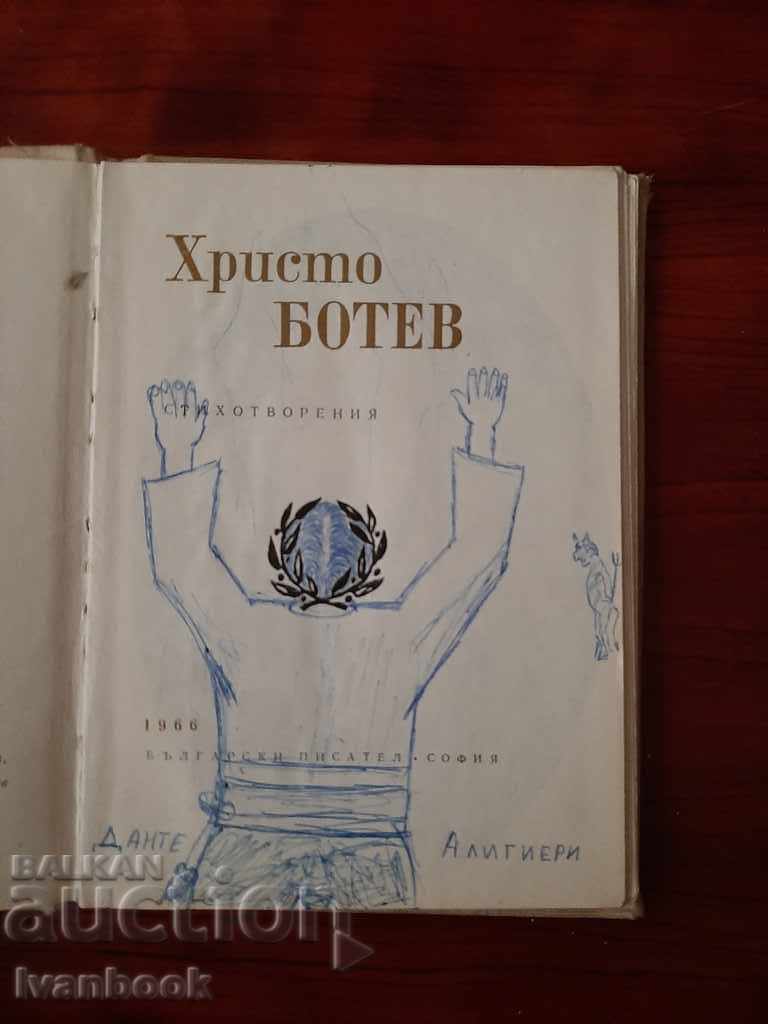 Христо
БОТЕВ
СТИХОТВОРЕНИЯ
1966
БЪЛГАРСКИ ПИСАТЕЛ • СОФИЯ
ДАНТЕ АЛИГИЕРИ
BALKAN
auction
Ivanbook